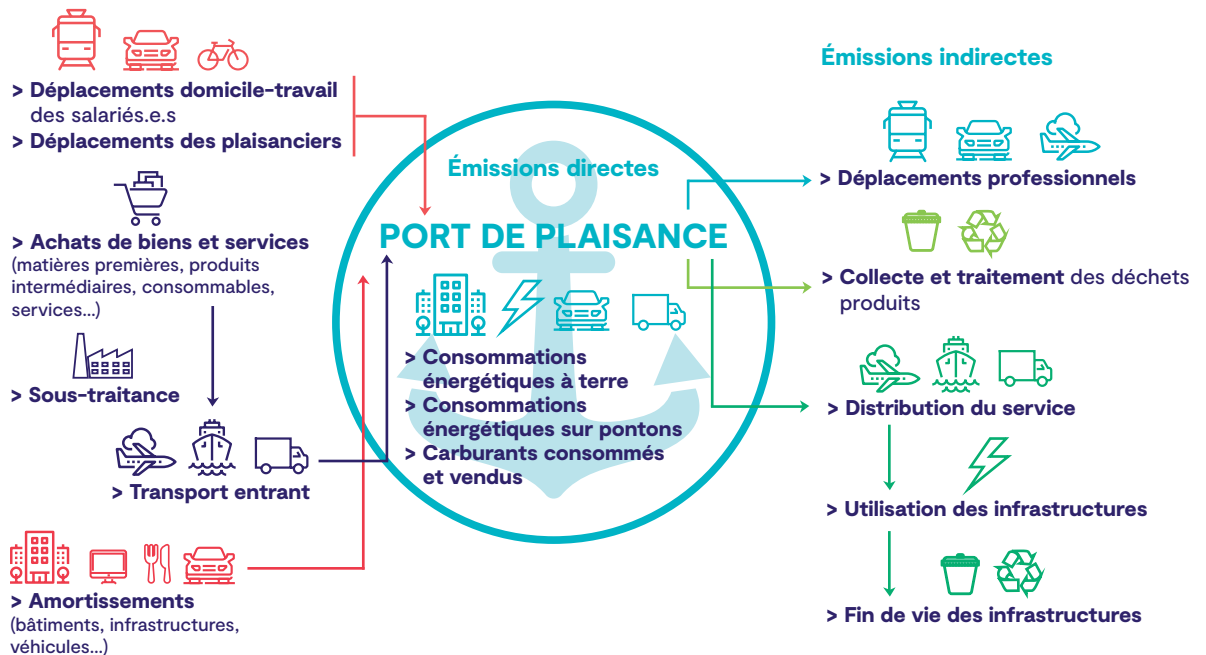 > Déplacements domicile-travail
des salariés.e.s
> Déplacements des plaisanciers
> Achats de biens et services
(matières premières, produits
intermédiaires, consommables,
services...)
> Sous-traitance
> Transport entrant
> Amortissements
(bâtiments, infrastructures,
véhicules...)
Émissions directes
PORT DE PLAISANCE
> Consommations
énergétiques à terre
> Consommations
énergétiques sur pontons
> Carburants consommés
et vendus
Émissions indirectes
> Déplacements professionnels
> Collecte et traitement des déchets
produits
> Distribution du service
> Utilisation des infrastructures
> Fin de vie des infrastructures